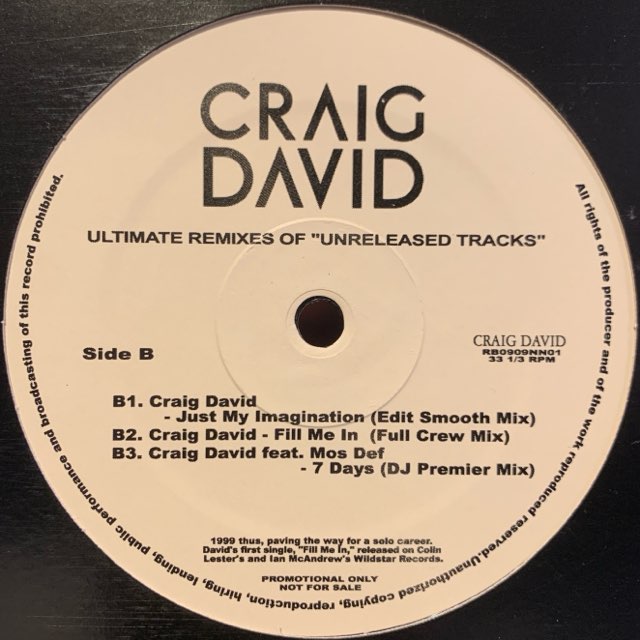 CRAIG
DAVID
ULTIMATE REMIXES OF "UNRELEASED TRACKS"
Side B
CRAIG DAVID
RB0909NN01
33 1/3 RPM
B1. Craig David
- Just My Imagination (Edit Smooth Mix)
B2. Craig David - Fill Me In (Full Crew Mix)
B3. Craig David feat. Mos Def
- 7 Days (DJ Premier Mix)
1999 thus, paving the way for a solo career.
David's first single, "Fill Me In," released on Colin
Lester's and Ian McAndrew's Wildstar Records.
PROMOTIONAL ONLY
NOT FOR SALE
All rights of the producer and of the work reproduced reserved.Unauthorized copying, reproduction, hiring, lending, public performance and broadcasting of this record prohibited.